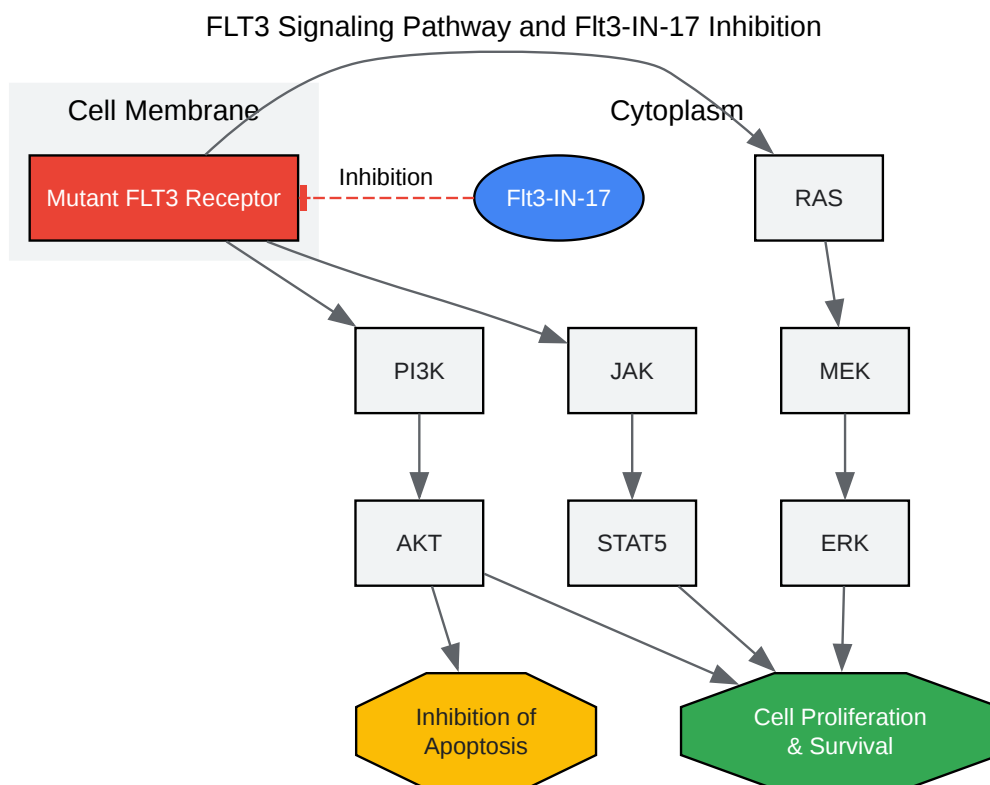 FLT3 Signaling Pathway and Flt3-IN-17 Inhibition
Cell Membrane
Cytoplasm
Mutant FLT3 Receptor
Inhibition
Flt3-IN-17
RAS
PI3K
JAK
MEK
AKT
STAT5
ERK
Inhibition of
Apoptosis
Cell Proliferation
& Survival